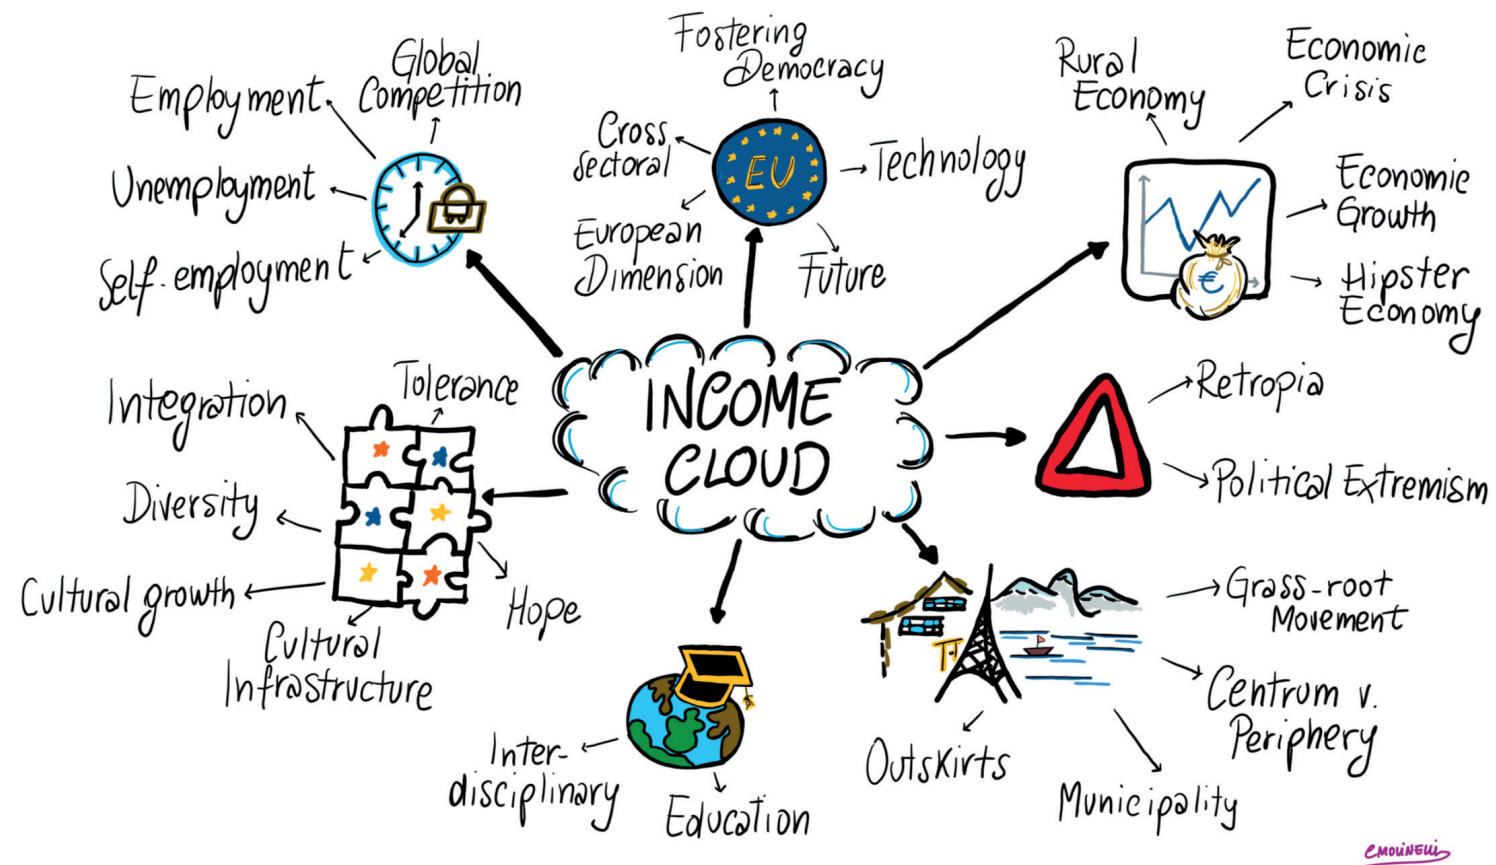 Employment
Global
Competition
Unemployment
Self-employment
Fostering
Democracy
Cross
sectoral
EU
Technology
European
Dimension
Future
Rural
Economy
Economic
Crisis
Economic
Growth
€
Hipster
Economy
INCOME
CLOUD
Integration
Tolerance
Diversity
Cultural growth
Cultural
Infrastructure
Hope
Retropia
Political Extremism
Grass-root
Movement
Centrum v.
Periphery
Outskirts
Municipality
Inter-
disciplinary
Education
EMOLINELLI